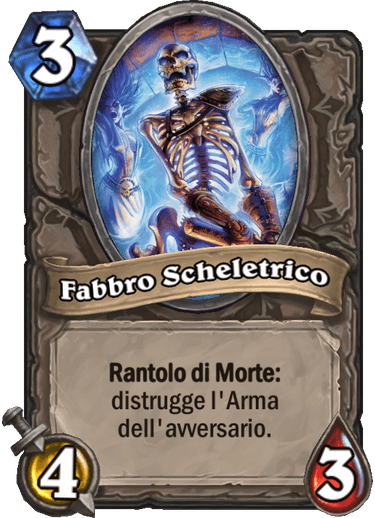 3
Fabbro Scheletrico
Rantolo di Morte:
distrugge l'Arma
dell'avversario.
4
3